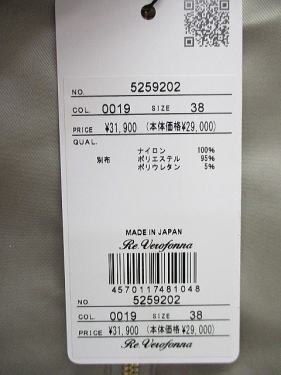 NO. 5259202
COL. 0019 SIZE 38
PRICE ¥31,900 (本体価格¥29,000)
QUAL.
ナイロン 100%
別布 ポリエステル 95%
ポリウレタン 5%
MADE IN JAPAN
Re Verofonna
4570117481048
NO. 5259202
COL. 0019 SIZE 38
PRICE ¥31,900 (本体価格¥29,000)
Re Verofonna